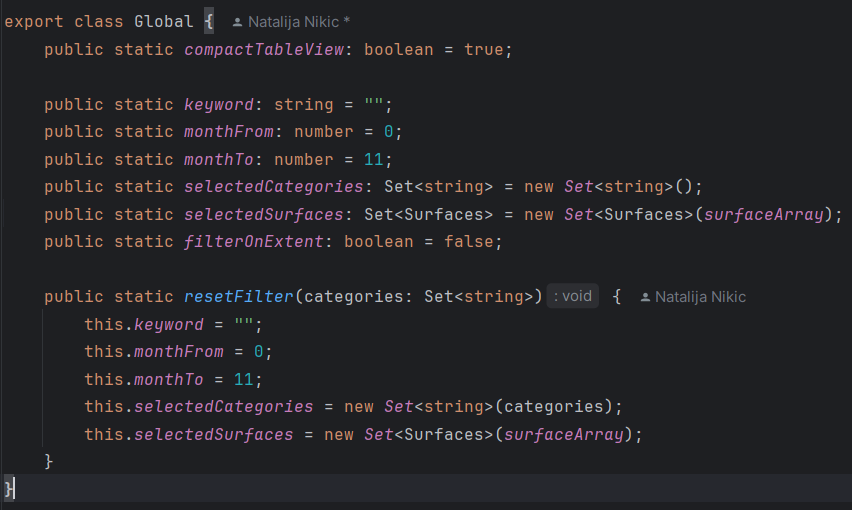 export class Global {  Natalija Nikic *
    public static compactTableView: boolean = true;

    public static keyword: string = "";
    public static monthFrom: number = 0;
    public static monthTo: number = 11;
    public static selectedCategories: Set<string> = new Set<string>();
    public static selectedSurfaces: Set<Surfaces> = new Set<Surfaces>(surfaceArray);
    public static filterOnExtent: boolean = false;

    public static resetFilter(categories: Set<string>) : void {  Natalija Nikic
        this.keyword = "";
        this.monthFrom = 0;
        this.monthTo = 11;
        this.selectedCategories = new Set<string>(categories);
        this.selectedSurfaces = new Set<Surfaces>(surfaceArray);
    }
}